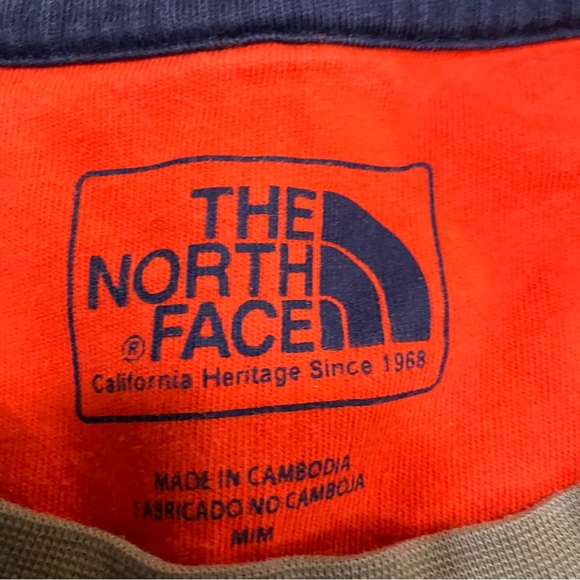 THE
NORTH
FACE
®
California Heritage Since 1968
MADE IN CAMBODIA
FABRICADO NO CAMBOJA
M/M